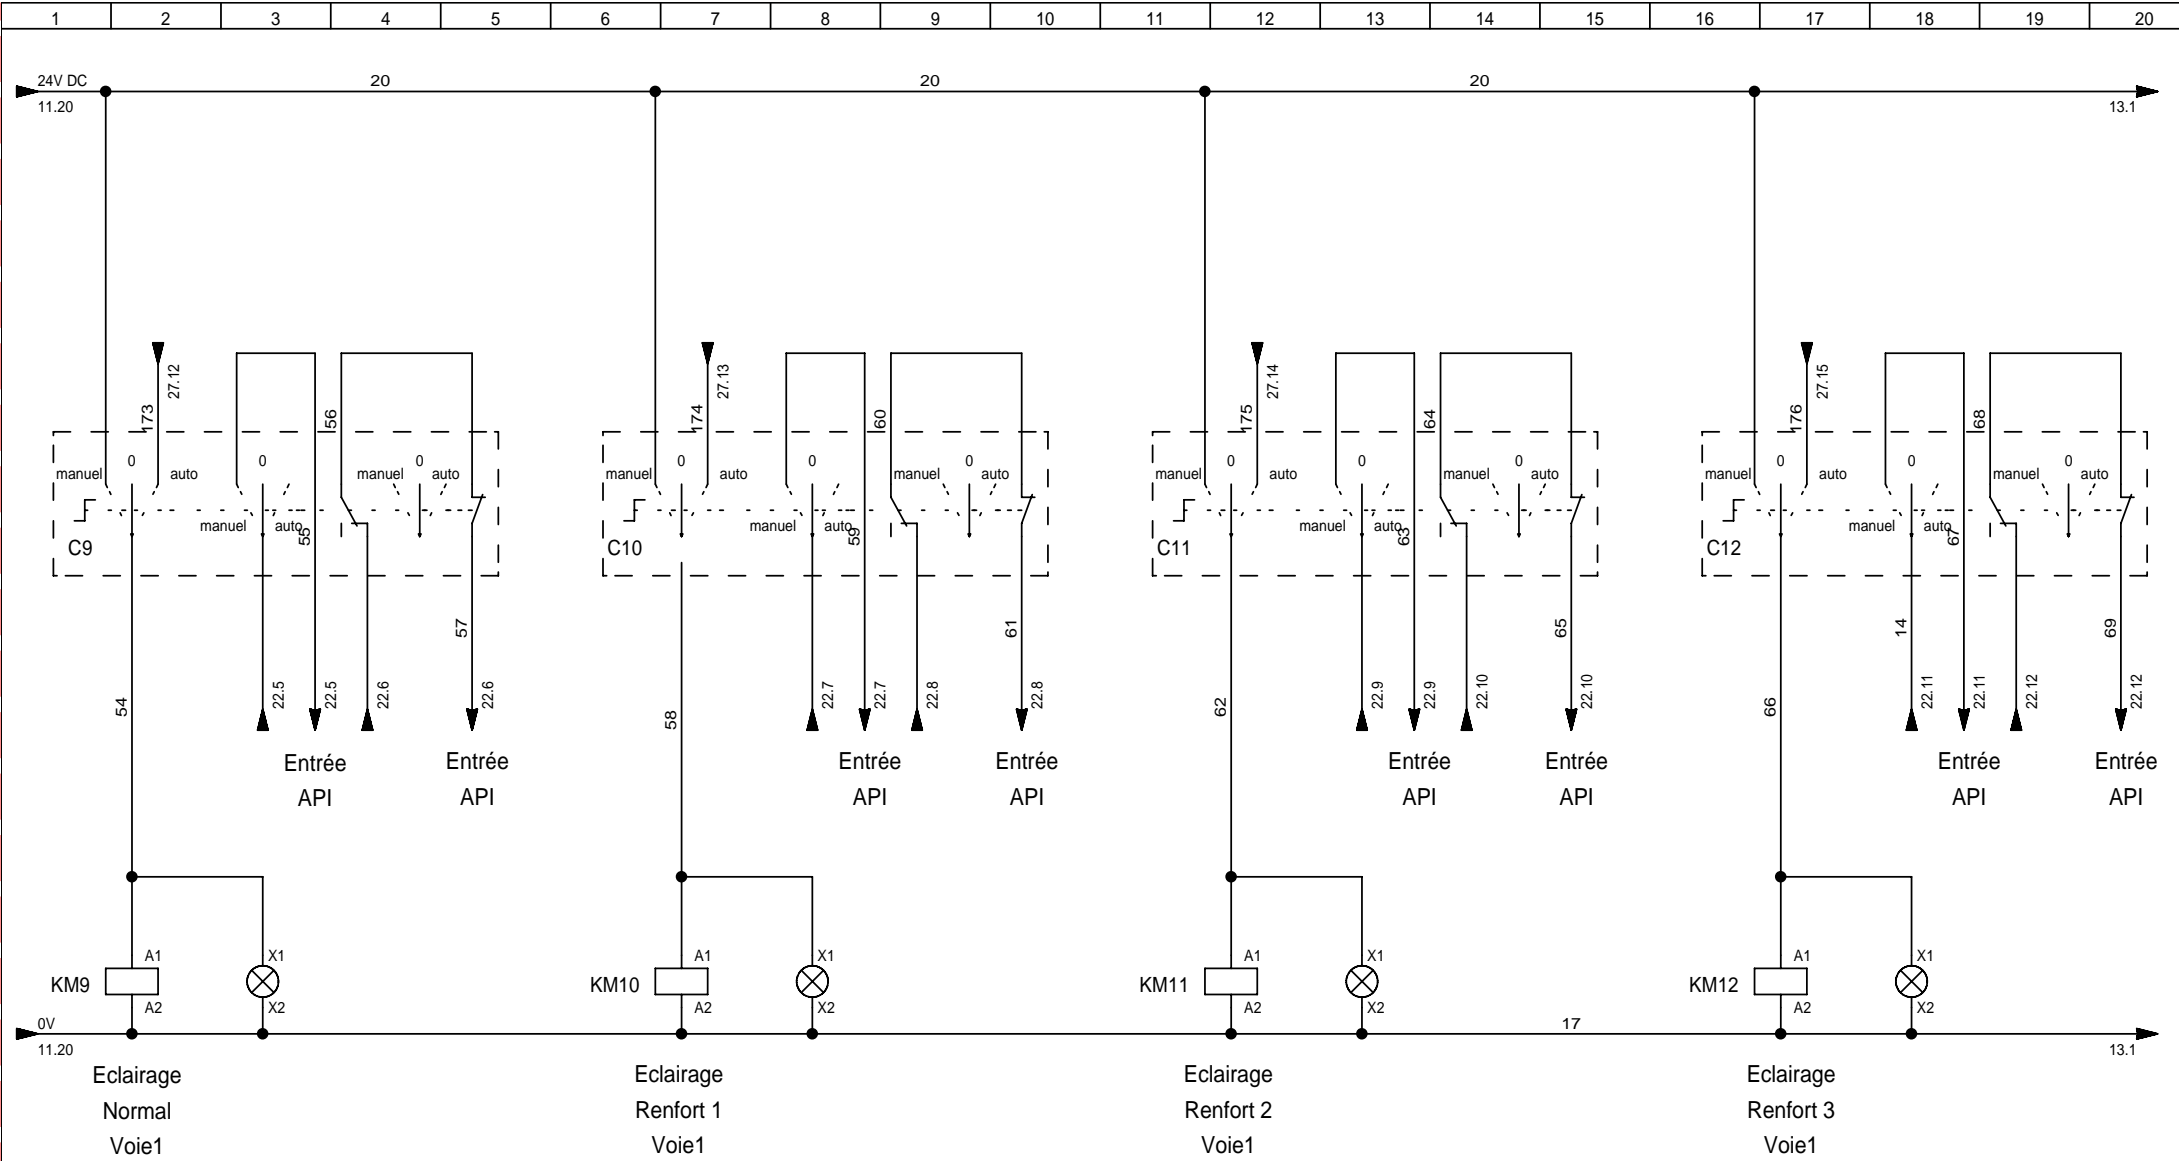 1 2 3 4 5 6 7 8 9 10 11 12 13 14 15 16 17 18 19 20
24V DC 20 20 20
11.20 13.1
27.12 27.13 27.14 27.15
173 56 174 60 175 64 176 68
0 0 0 0 0 0 0 0 0 0 0 0
manuel auto manuel auto manuel auto manuel auto manuel auto manuel auto manuel auto manuel auto
manuel auto manuel auto manuel auto manuel auto
55 59 63 67
C9 C10 C11 C12
57 61 65 14 69
22.5 22.5 22.6 22.6 22.7 22.7 22.8 22.8 22.9 22.9 22.10 22.10 22.11 22.11 22.12 22.12
54 58 62 66
Entrée Entrée Entrée Entrée Entrée Entrée Entrée Entrée
API API API API API API API API
A1 X1 A1 X1 A1 X1 A1 X1
KM9 KM10 KM11 KM12
A2 X2 A2 X2 A2 X2 A2 X2
0V 17
11.20 13.1
Eclairage Eclairage Eclairage Eclairage
Normal Renfort 1 Renfort 2 Renfort 3
Voie1 Voie1 Voie1 Voie1